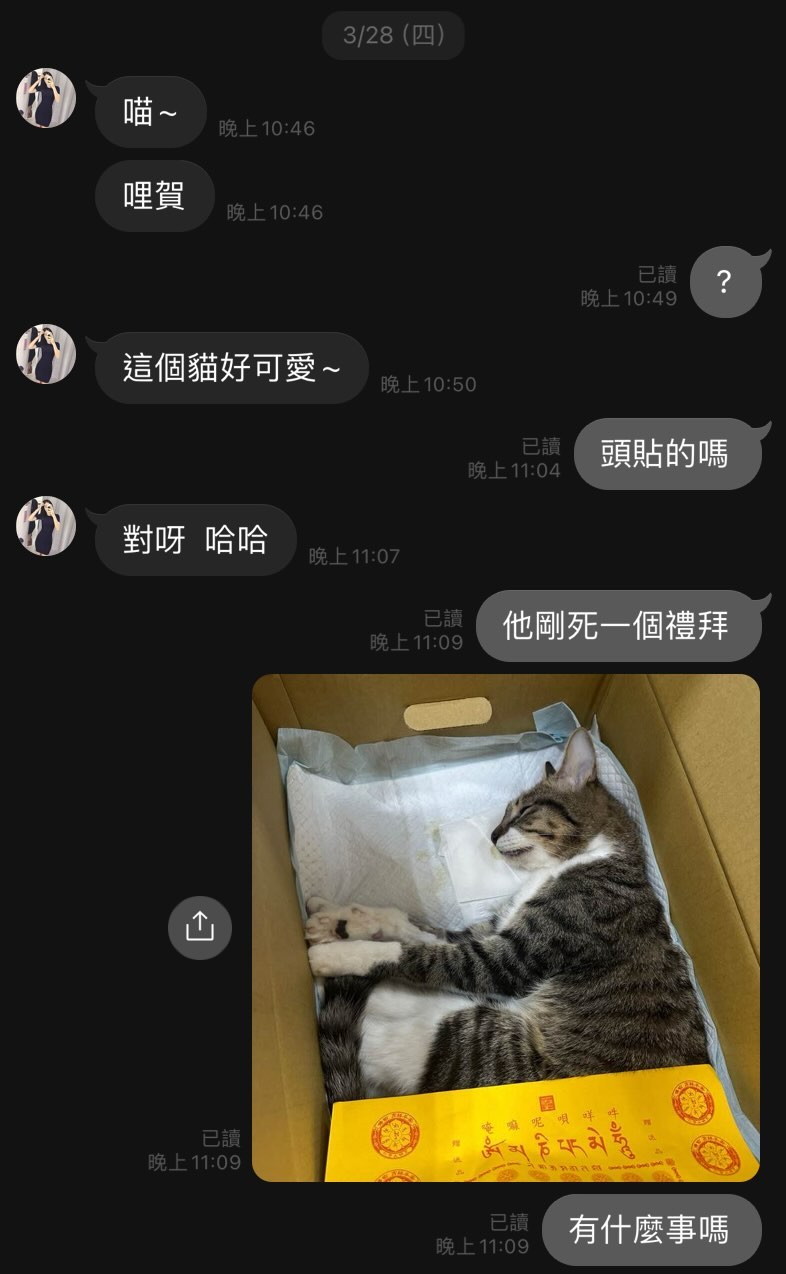 3/28 (四)
喵~
晚上10:46
哩賀
晚上10:46
?
已讀
晚上10:49
這個貓好可愛~
晚上10:50
頭貼的嗎
已讀
晚上11:04
對呀 哈哈
晚上11:07
他剛死一個禮拜
已讀
晚上11:09
唵嘛呢唄咩吽
已讀
晚上11:09
有什麼事嗎
已讀
晚上11:09